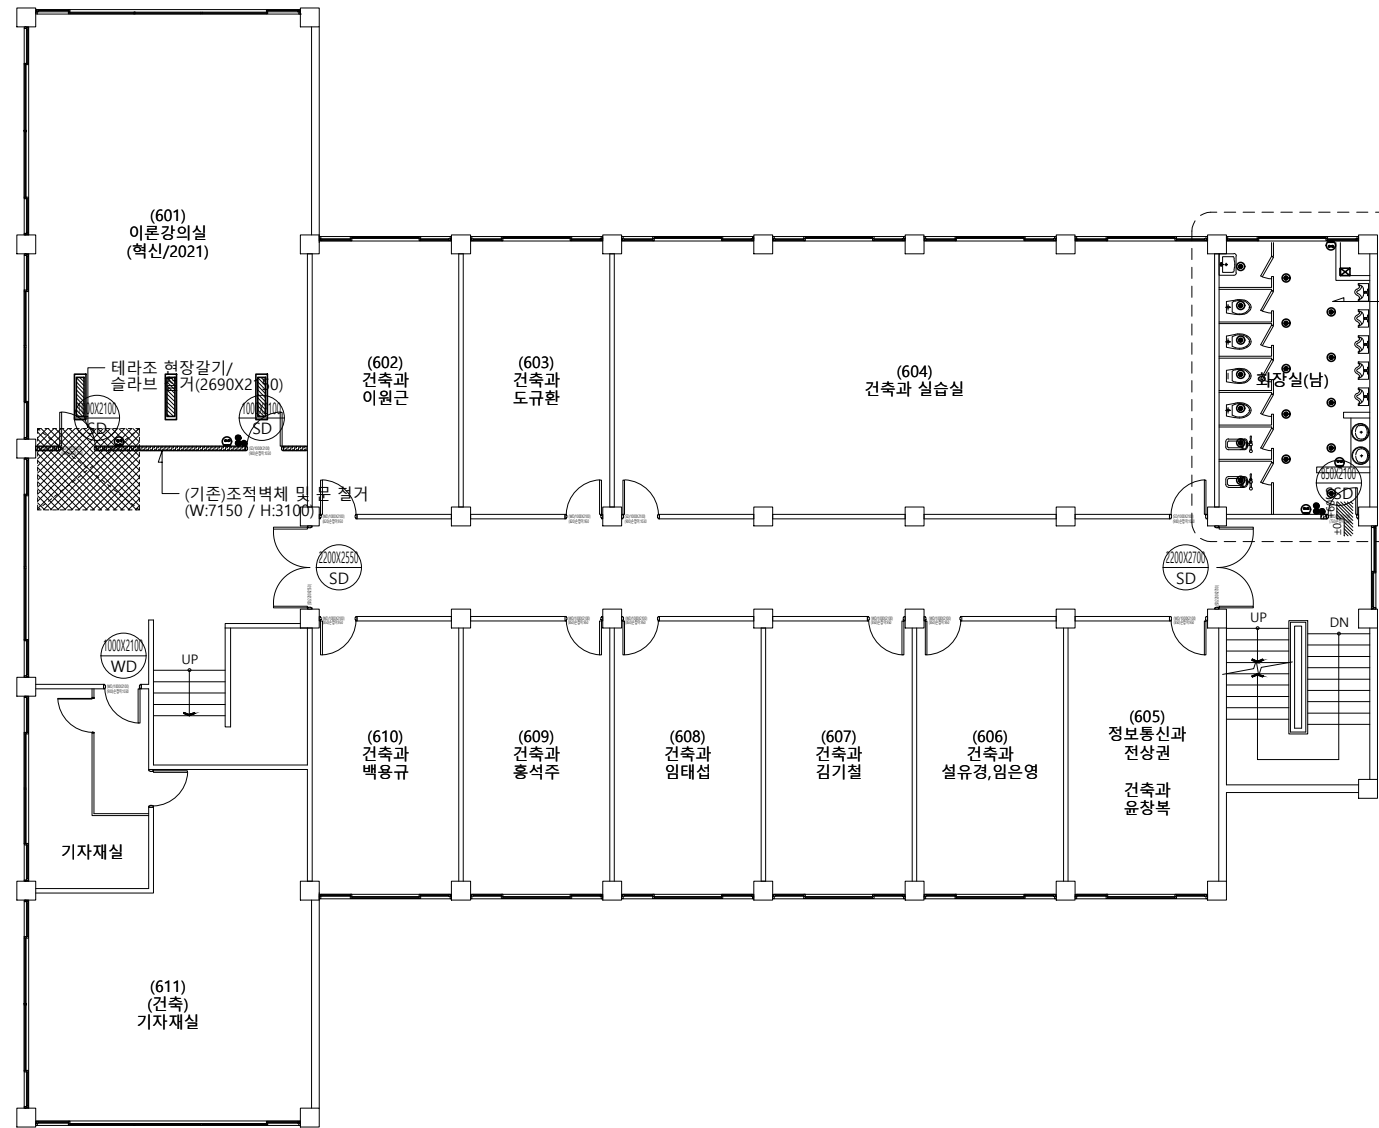 (601)
이론강의실
(혁신/2021)
테라조 현장갈기/
슬라브 철거(2690X2150)
SD
1000X2100
SD
(기존)조적벽체 및 문 철거
(W:7150 / H:3100)
(602)
건축과
이원근
(603)
건축과
도규환
(604)
건축과 실습실
화장실(남)
850X2100
SD
2200X2550
SD
2200X2700
SD
1000X2100
WD
UP
UP
DN
기자재실
(610)
건축과
백용규
(609)
건축과
홍석주
(608)
건축과
임태섭
(607)
건축과
김기철
(606)
건축과
설유경,임은영
(605)
정보통신과
전상권
건축과
윤창복
(611)
(건축)
기자재실